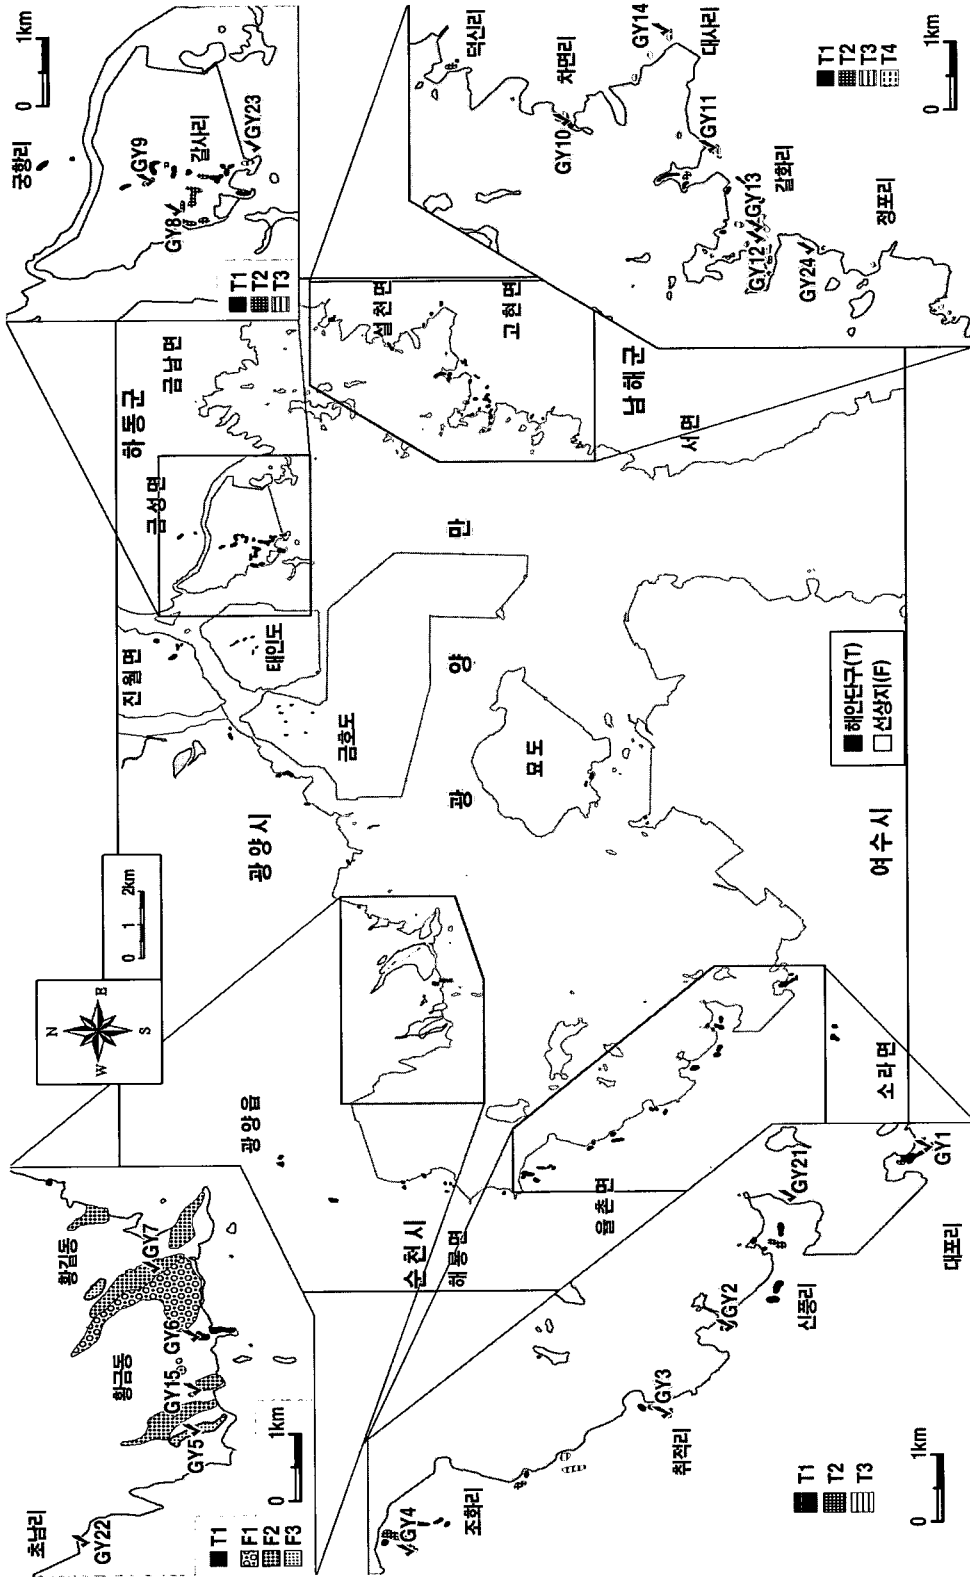 초남리
GY22
황금동
GY5
GY15
GY6
황길동
GY7
T1
F1
F2
F3
0 1km
N
W E
S
0 1 2km
궁항리
0 1km
GY9
GY8
갈사리
GY23
T1
T2
T3
덕신리
차면리
GY14
대사리
GY10
GY11
GY13
갈화리
GY12
GY24
정포리
T1
T2
T3
T4
0 1km
하동군
금남면
금성면
진월면
태인도
금호도
광양시
광양읍
순천시
해룡면
율촌면
설천면
고현면
남해군
서면
광 양 만
묘도
여수시
소라면
해안단구(T)
선상지(F)
GY4
조화리
취적리
GY3
GY2
신풍리
GY21
GY1
대포리
T1
T2
T3
0 1km